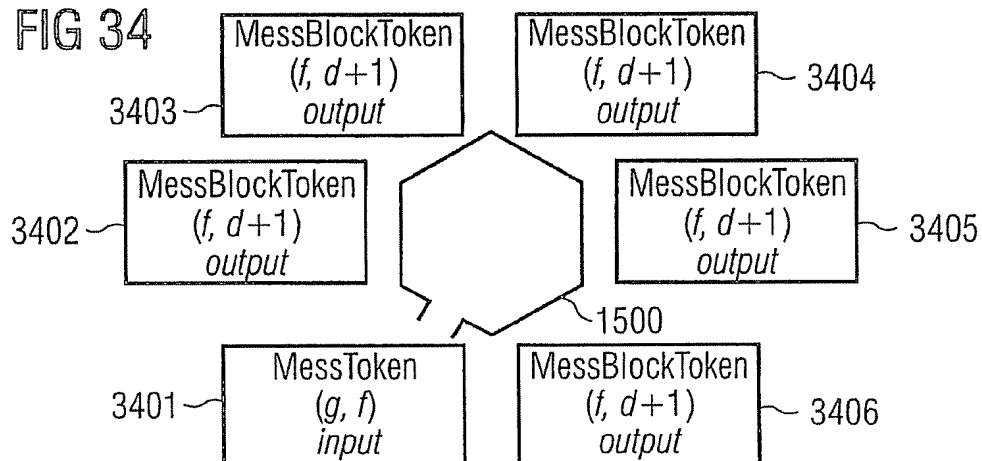 FIG 34
MessBlockToken
(f, d+1)
output
3403
MessBlockToken
(f, d+1)
output
3404
MessBlockToken
(f, d+1)
output
3402
MessBlockToken
(f, d+1)
output
3405
1500
MessToken
(g, f)
input
3401
MessBlockToken
(f, d+1)
output
3406